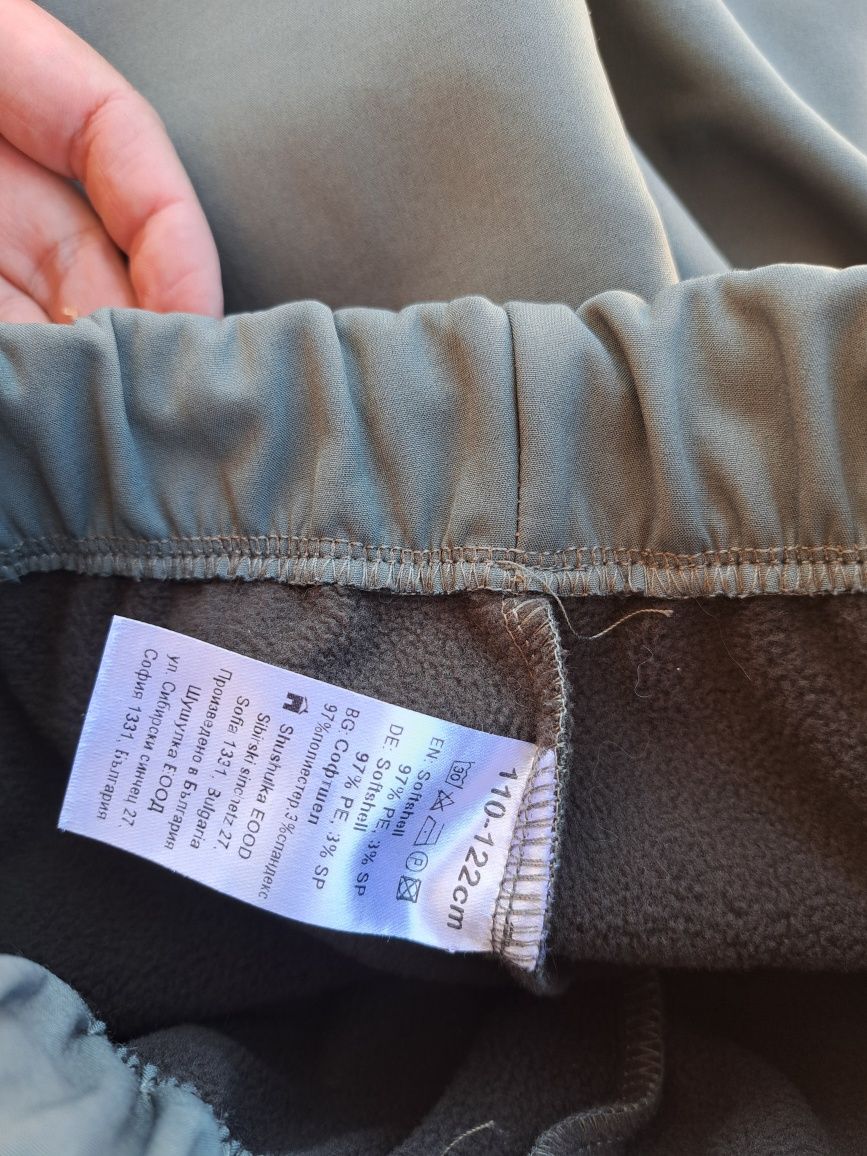 110-122cm
30 P
EN: Softshell
97% PE, 3% SP
DE: Softshell
97% PE, 3% SP
BG: Софтшел
97%полиестер,3%спандекс
Shushulka EOOD
Sibirski sinchetz 27,
Sofia 1331, Bulgaria
Произведено в България
Шушулка ЕООД
ул. Сибирски синчец 27,
София 1331, България